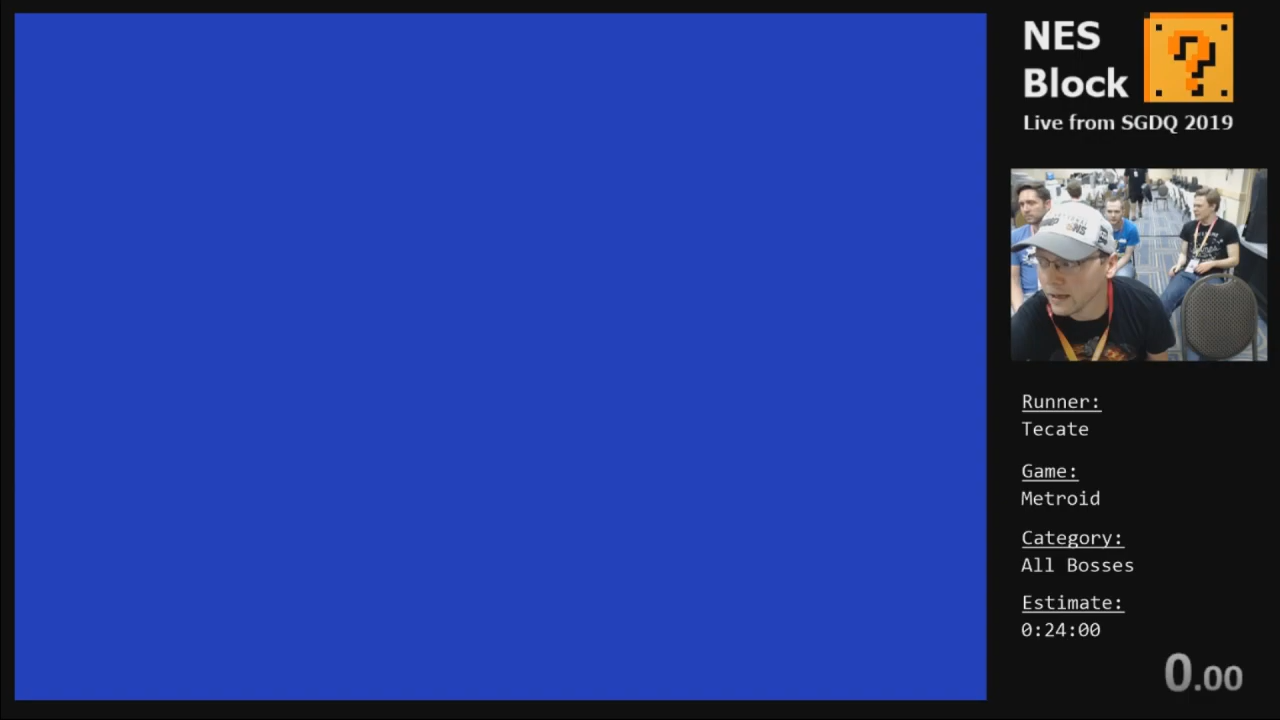 NES
Block
?
Live from SGDQ 2019
Runner:
Tecate
Game:
Metroid
Category:
All Bosses
Estimate:
0:24:00
0.00